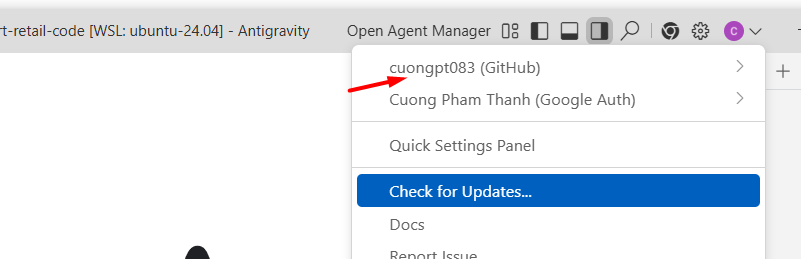 rt-retail-code [WSL: ubuntu-24.04] - Antigravity Open Agent Manager C
cuongpt083 (GitHub)
Cuong Pham Thanh (Google Auth)
Quick Settings Panel
Check for Updates...
Docs
Report Issue